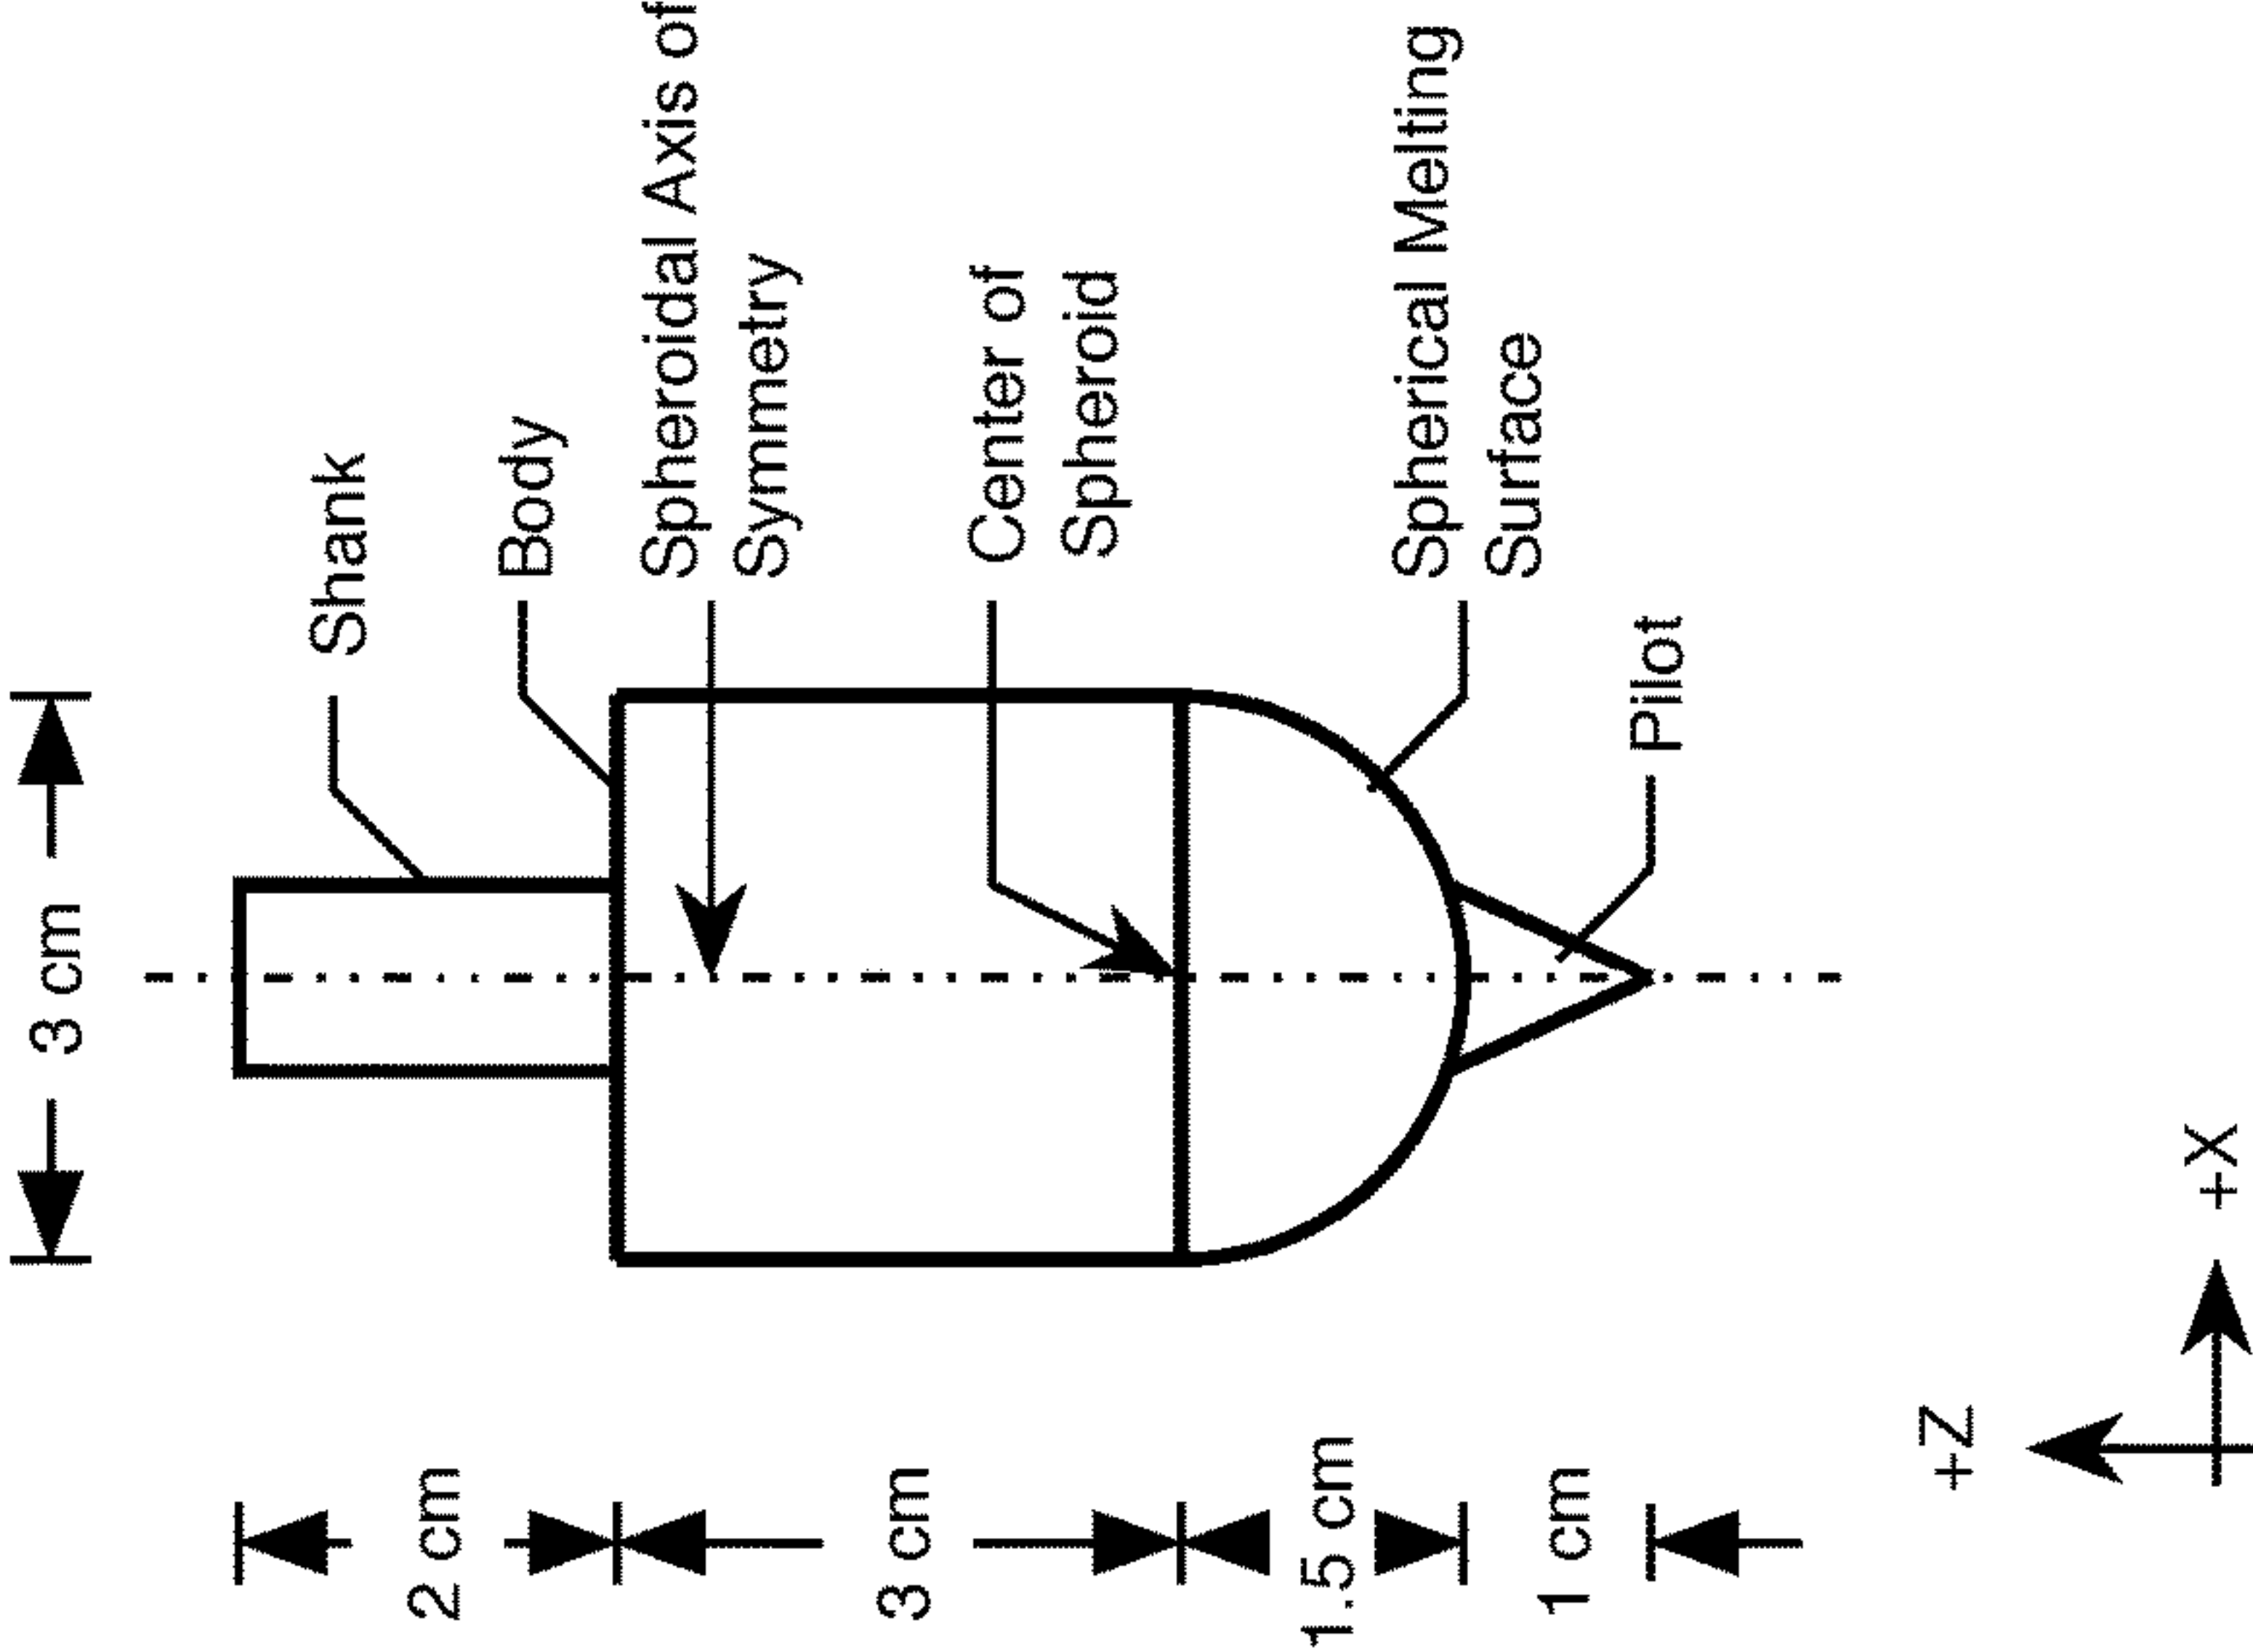 3 cm
Shank
Body
Spheroidal Axis of
Symmetry
Center of
Spheroid
Spherical Melting
Surface
Pilot
2 cm
3 cm
1.5 cm
1 cm
+Z
+X